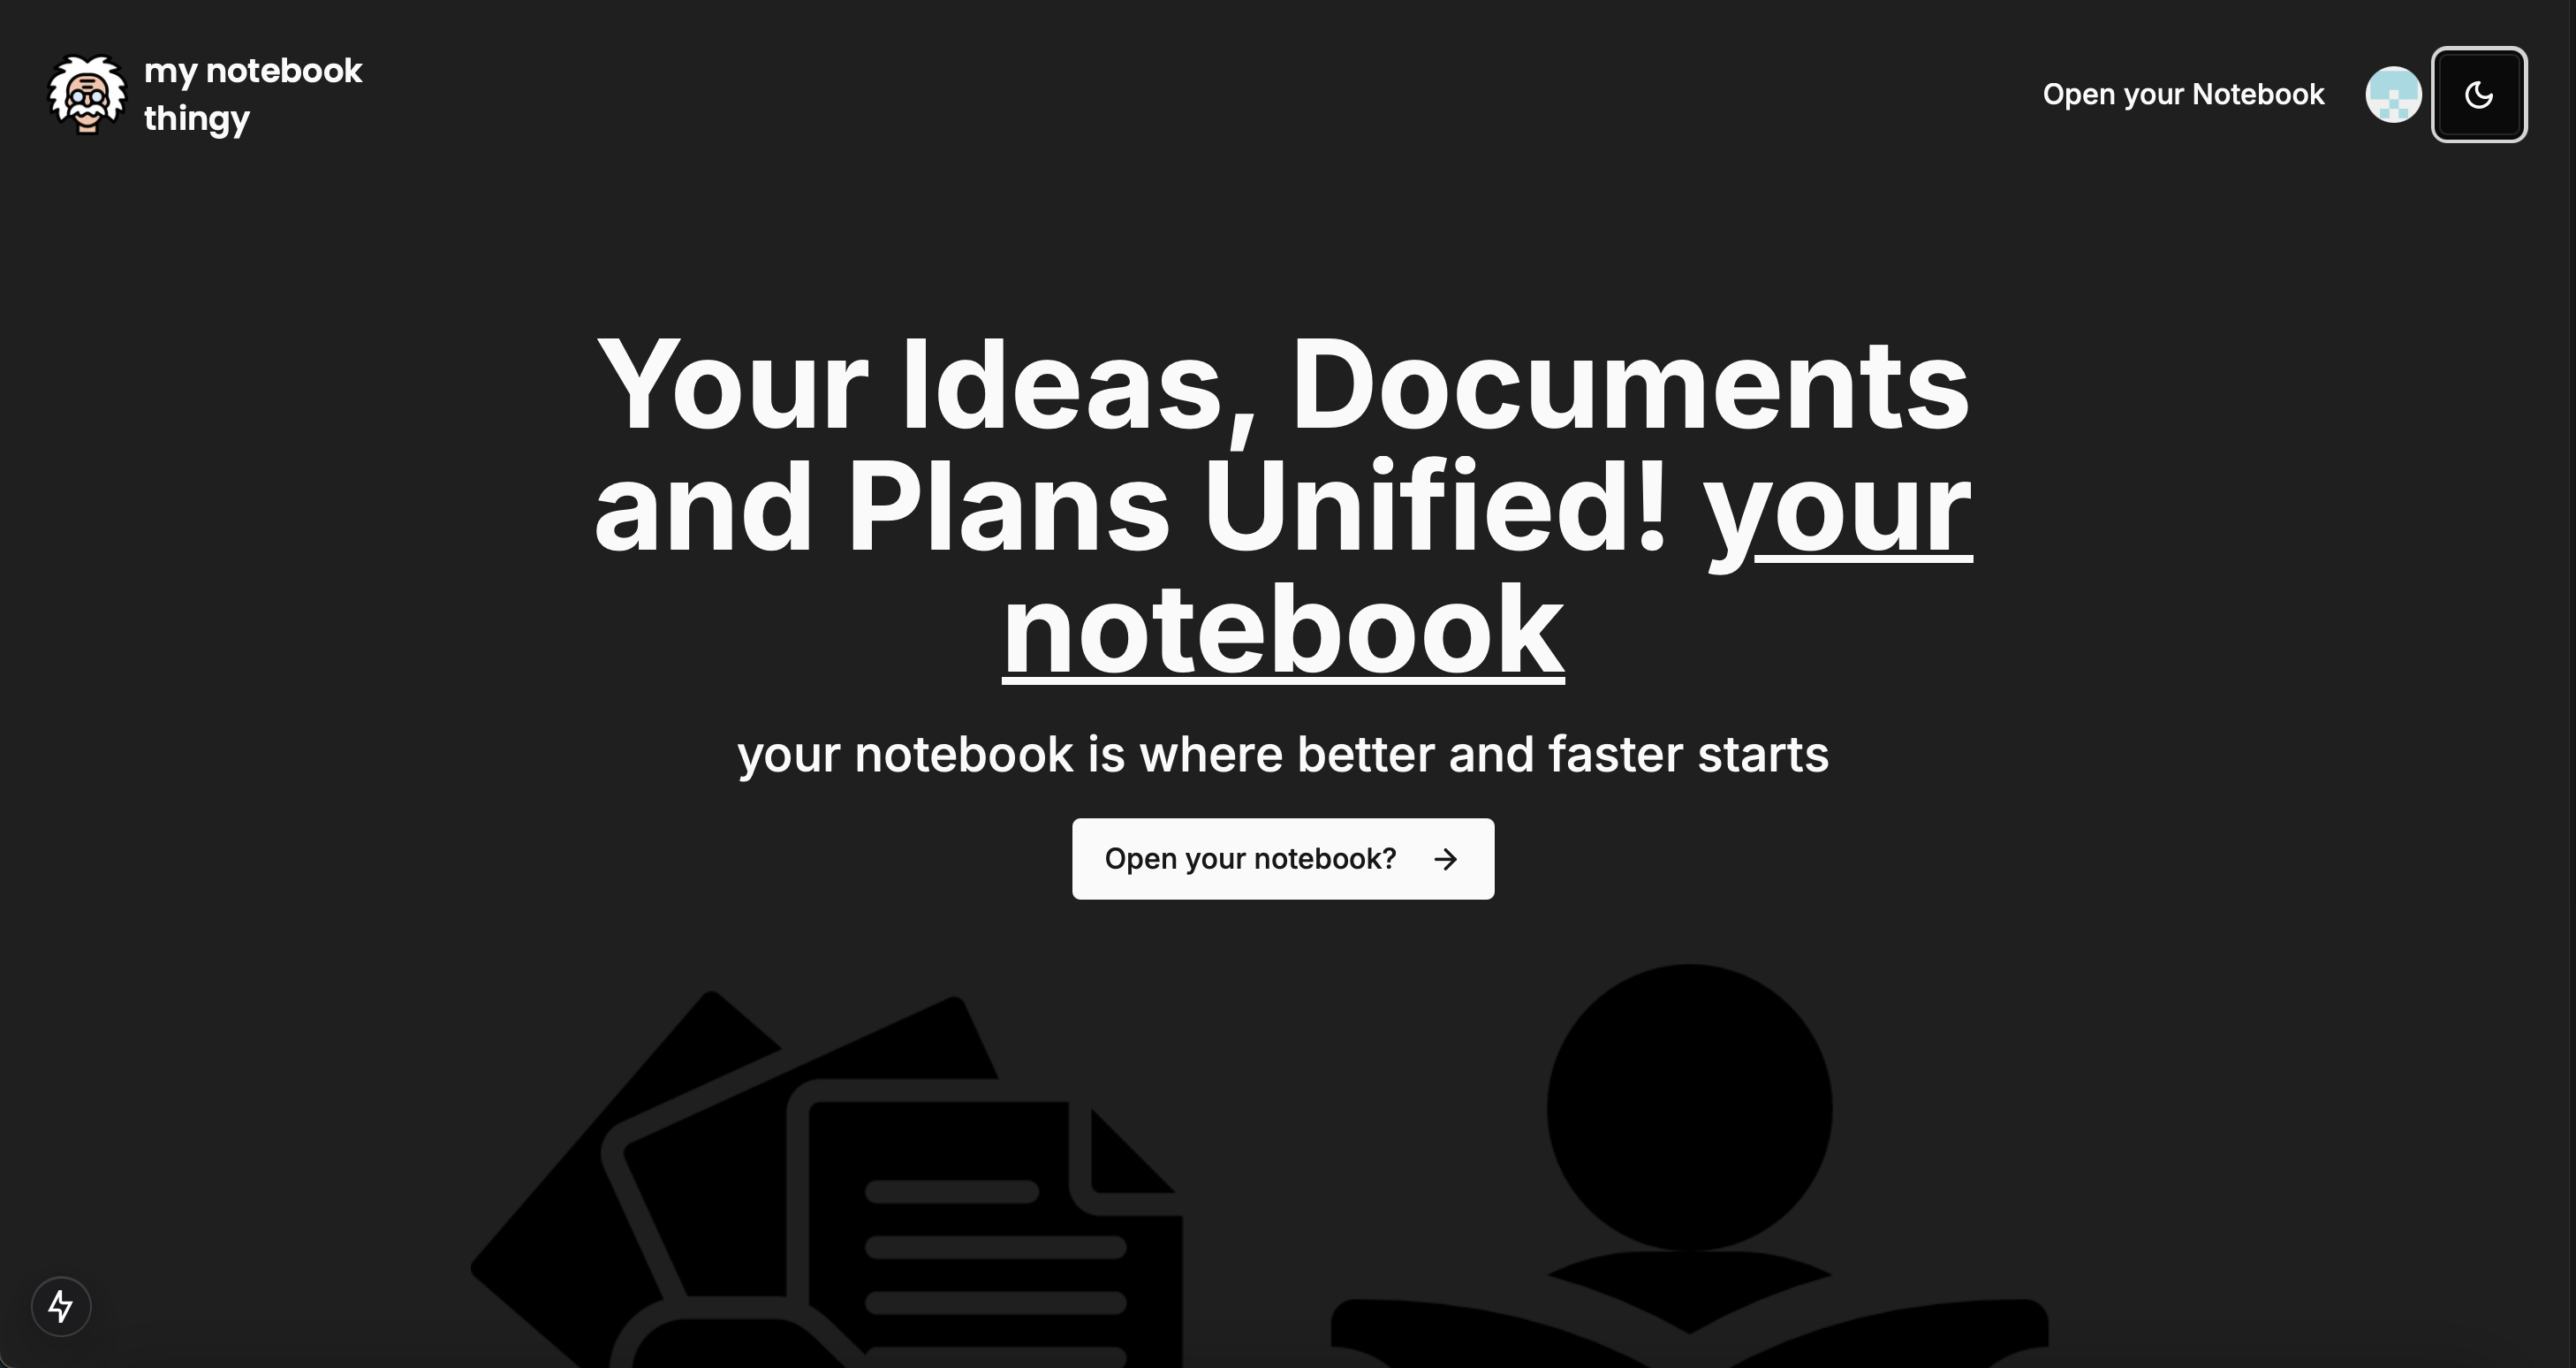 my notebook
thingy
Open your Notebook
Your Ideas, Documents
and Plans Unified! your
notebook
your notebook is where better and faster starts
Open your notebook?